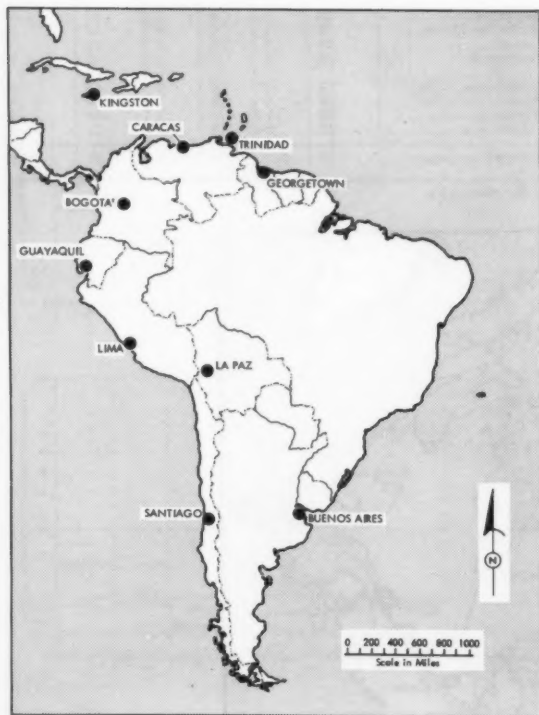 KINGSTON
CARACAS
TRINIDAD
GEORGETOWN
BOGOTA'
GUAYAQUIL
LIMA
LA PAZ
SANTIAGO
BUENOS AIRES
N
0 200 400 600 800 1000
Scale in Miles